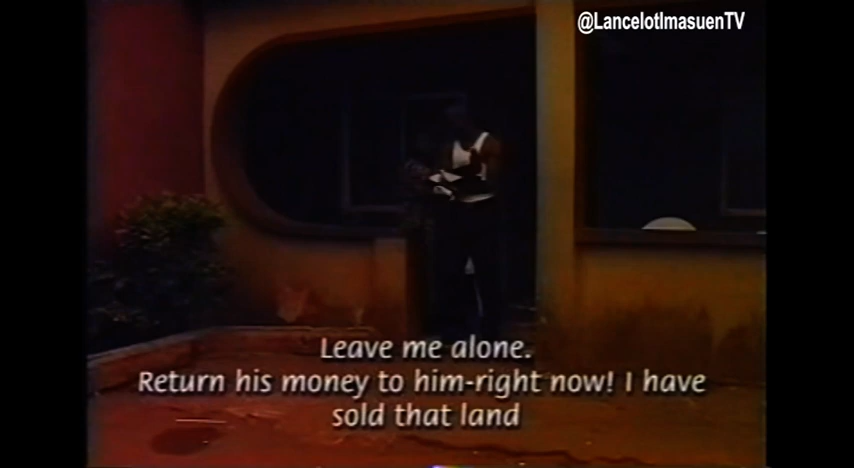 @LancelotImasuenTV
Leave me alone.
Return his money to him-right now! I have
sold that land